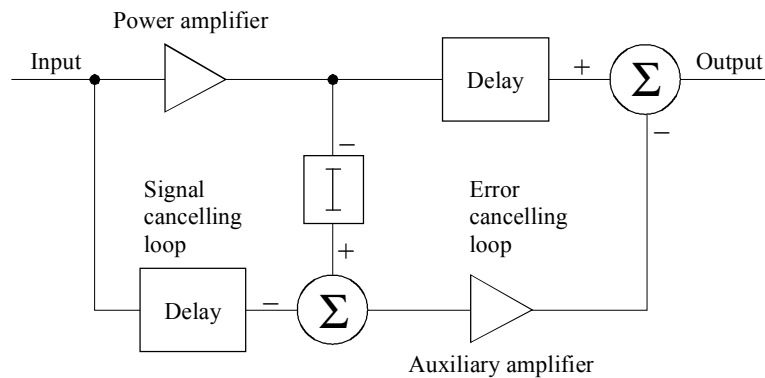 Power amplifier
Input
Delay
+
Σ
Output
−
−
Signal
cancelling
loop
Error
cancelling
loop
+
Delay
−
Σ
Auxiliary amplifier